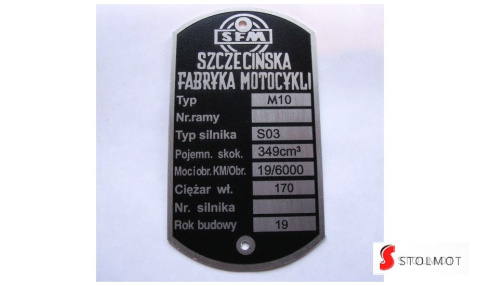 SFM
SZCZECIŃSKA
FABRYKA MOTOCYKLI
Typ M10
Nr.ramy
Typ silnika S03
Pojemn. skok. 349cm³
Moc i obr. KM/Obr. 19/6000
Ciężar wł. 170
Nr. silnika
Rok budowy 19
STOLMOT